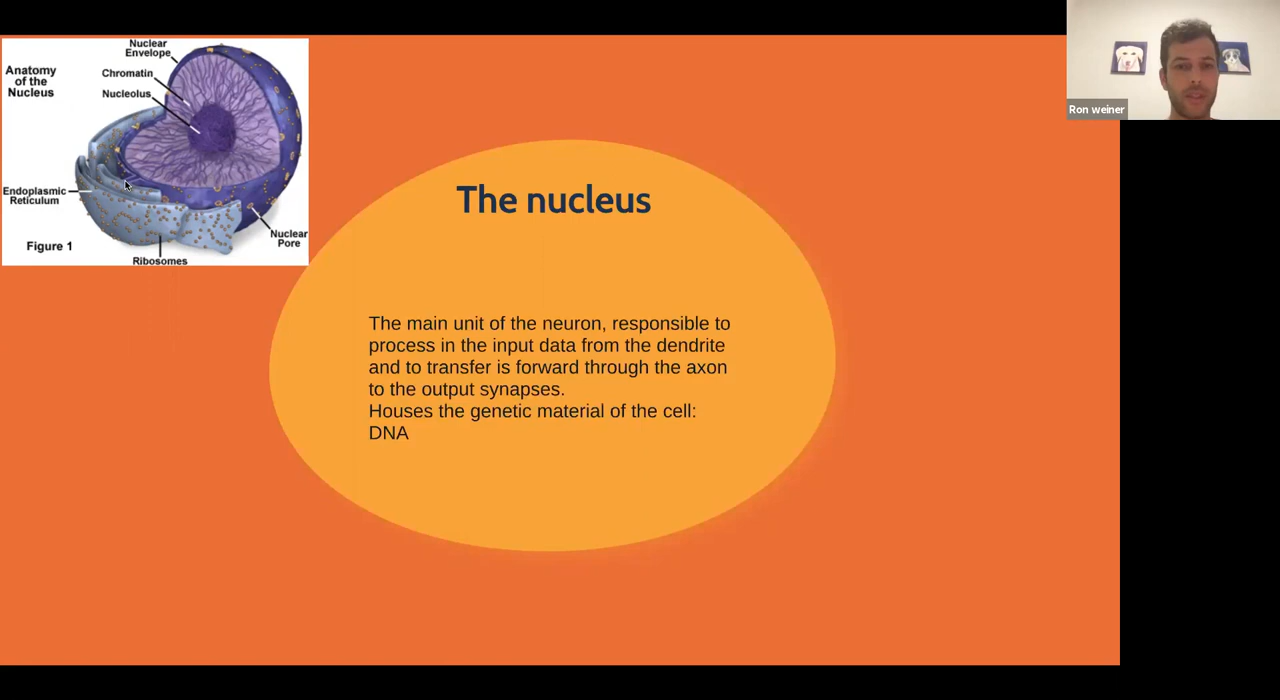 Nuclear
Envelope
Anatomy
of the
Nucleus
Chromatin
Nucleolus
Endoplasmic
Reticulum
Figure 1
Ribosomes
Nuclear
Pore
Ron weiner
The nucleus
The main unit of the neuron, responsible to
process in the input data from the dendrite
and to transfer is forward through the axon
to the output synapses.
Houses the genetic material of the cell:
DNA